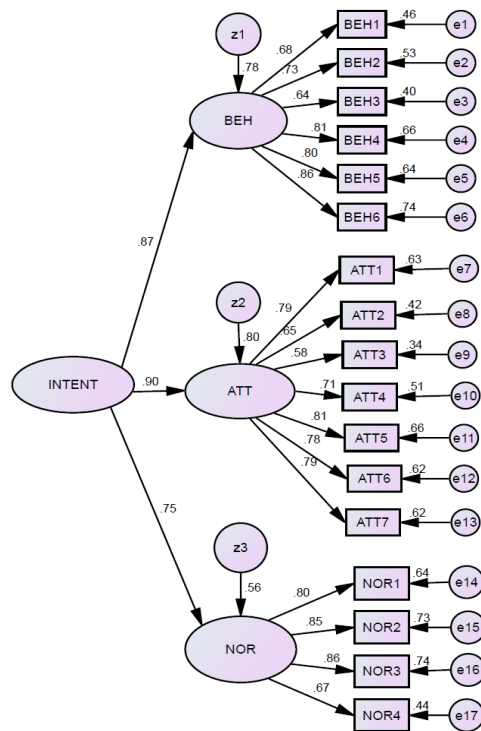 z1
.78
BEH
.68
.73
.64
.81
.80
.86
BEH1
.46
e1
BEH2
.53
e2
BEH3
.40
e3
BEH4
.66
e4
BEH5
.64
e5
BEH6
.74
e6
.87
INTENT
.90
.75
z2
.80
ATT
.79
.65
.58
.71
.81
.78
.79
ATT1
.63
e7
ATT2
.42
e8
ATT3
.34
e9
ATT4
.51
e10
ATT5
.66
e11
ATT6
.62
e12
ATT7
.62
e13
z3
.56
NOR
.80
.85
.86
.67
NOR1
.64
e14
NOR2
.73
e15
NOR3
.74
e16
NOR4
.44
e17